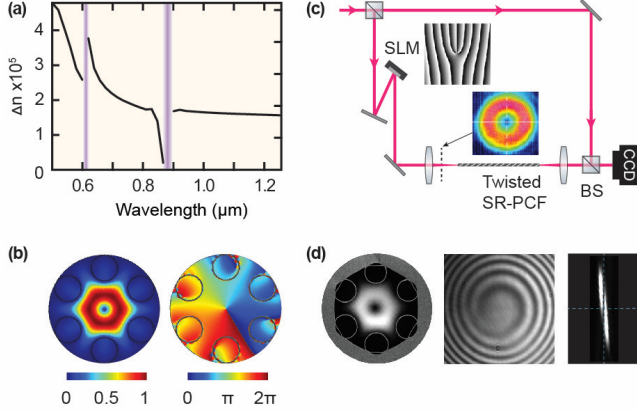 (a)
5
4
3
2
1
0
Δn x10⁵
0.6
0.8
1.0
1.2
Wavelength (µm)
(b)
0
0.5
1
0
π
2π
(c)
SLM
Twisted
SR-PCF
BS
CCD
(d)